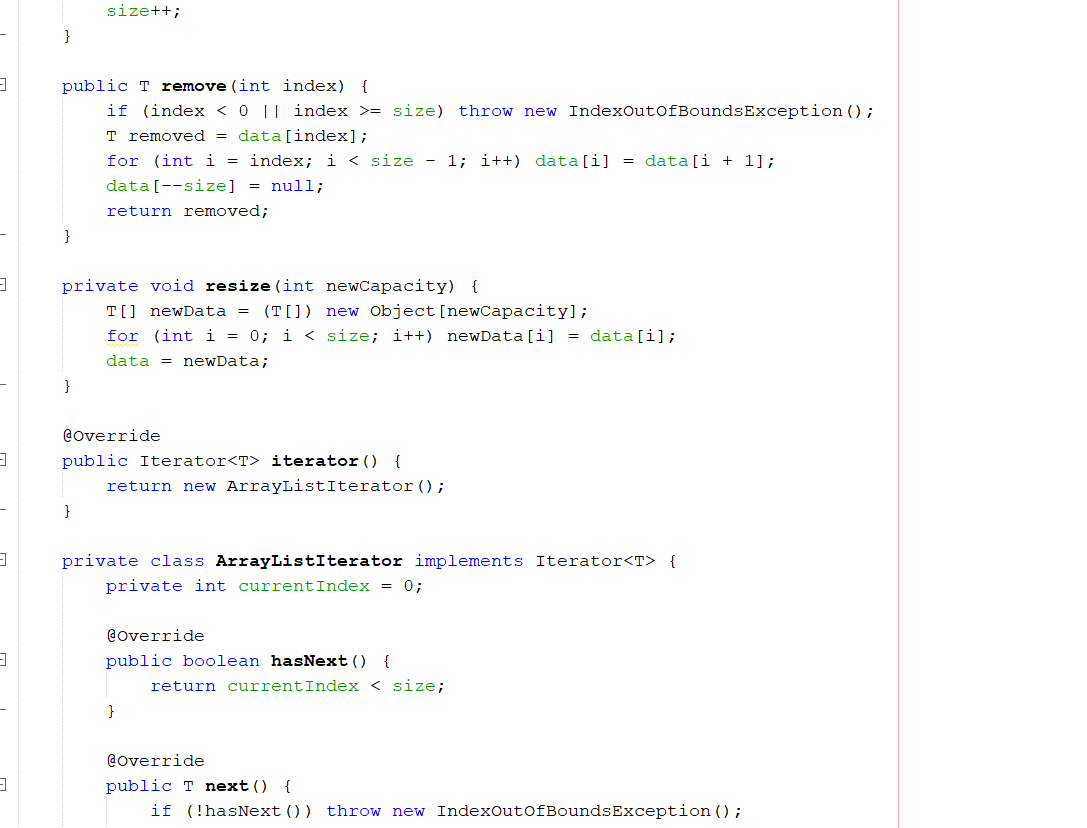 size++;
    }

    public T remove(int index) {
        if (index < 0 || index >= size) throw new IndexOutOfBoundsException();
        T removed = data[index];
        for (int i = index; i < size - 1; i++) data[i] = data[i + 1];
        data[--size] = null;
        return removed;
    }

    private void resize(int newCapacity) {
        T[] newData = (T[]) new Object[newCapacity];
        for (int i = 0; i < size; i++) newData[i] = data[i];
        data = newData;
    }

    @Override
    public Iterator<T> iterator() {
        return new ArrayListIterator();
    }

    private class ArrayListIterator implements Iterator<T> {
        private int currentIndex = 0;

        @Override
        public boolean hasNext() {
            return currentIndex < size;
        }

        @Override
        public T next() {
            if (!hasNext()) throw new IndexOutOfBoundsException();